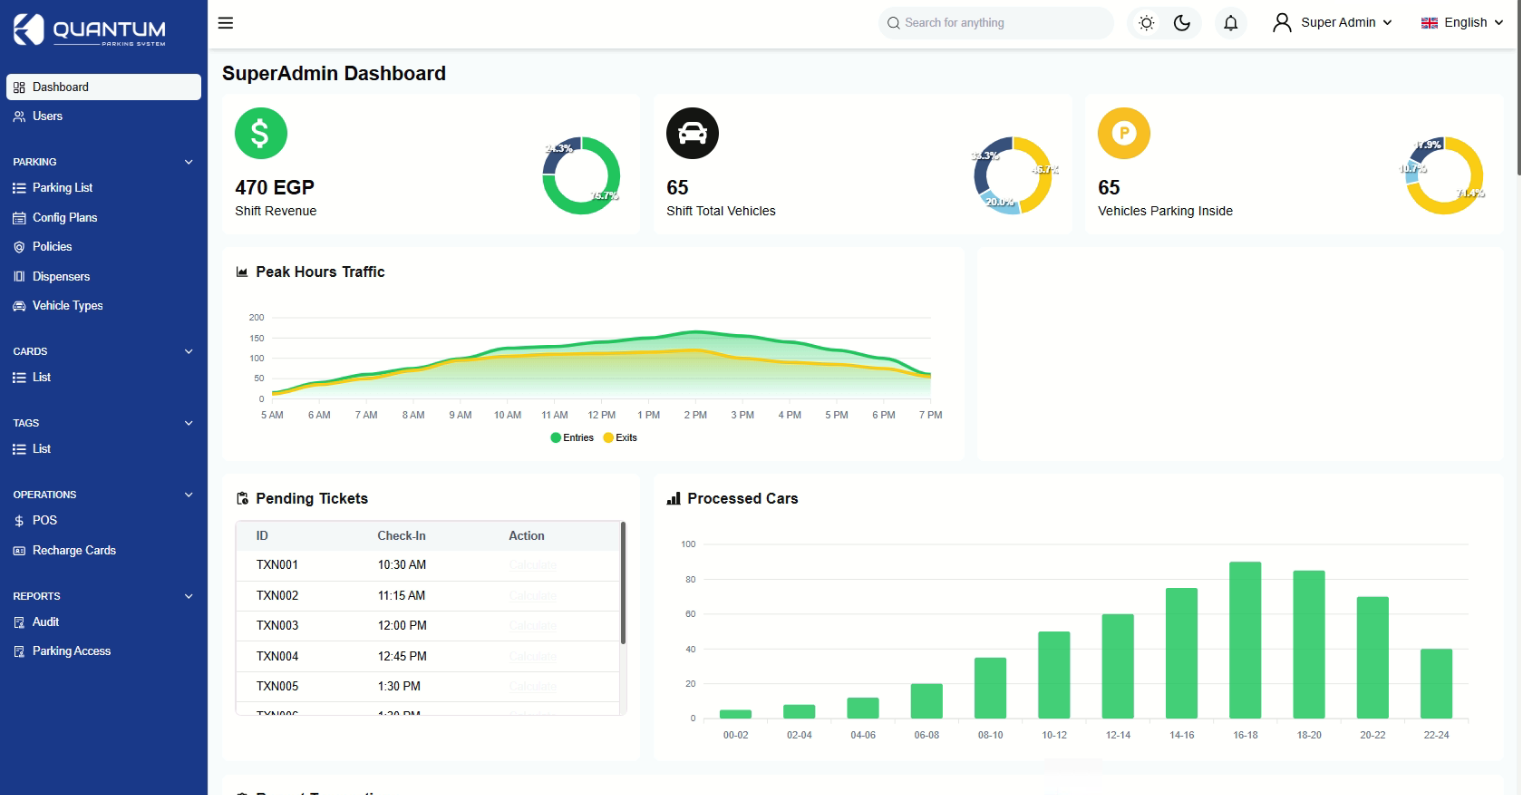 QUANTUM
PARKING SYSTEM
Search for anything
Super Admin
English
Dashboard
Users
PARKING
Parking List
Config Plans
Policies
Dispensers
Vehicle Types
CARDS
List
TAGS
List
OPERATIONS
POS
Recharge Cards
REPORTS
Audit
Parking Access
SuperAdmin Dashboard
$
24.3%
75.7%
470 EGP
Shift Revenue
33.3%
46.7%
20.0%
65
Shift Total Vehicles
P
17.9%
10.7%
71.4%
65
Vehicles Parking Inside
Peak Hours Traffic
200
150
100
50
0
5 AM 6 AM 7 AM 8 AM 9 AM 10 AM 11 AM 12 PM 1 PM 2 PM 3 PM 4 PM 5 PM 6 PM 7 PM
Entries Exits
Pending Tickets
ID Check-In Action
TXN001 10:30 AM Calculate
TXN002 11:15 AM Calculate
TXN003 12:00 PM Calculate
TXN004 12:45 PM Calculate
TXN005 1:30 PM Calculate
Processed Cars
100
80
60
40
20
0
00-02 02-04 04-06 06-08 08-10 10-12 12-14 14-16 16-18 18-20 20-22 22-24